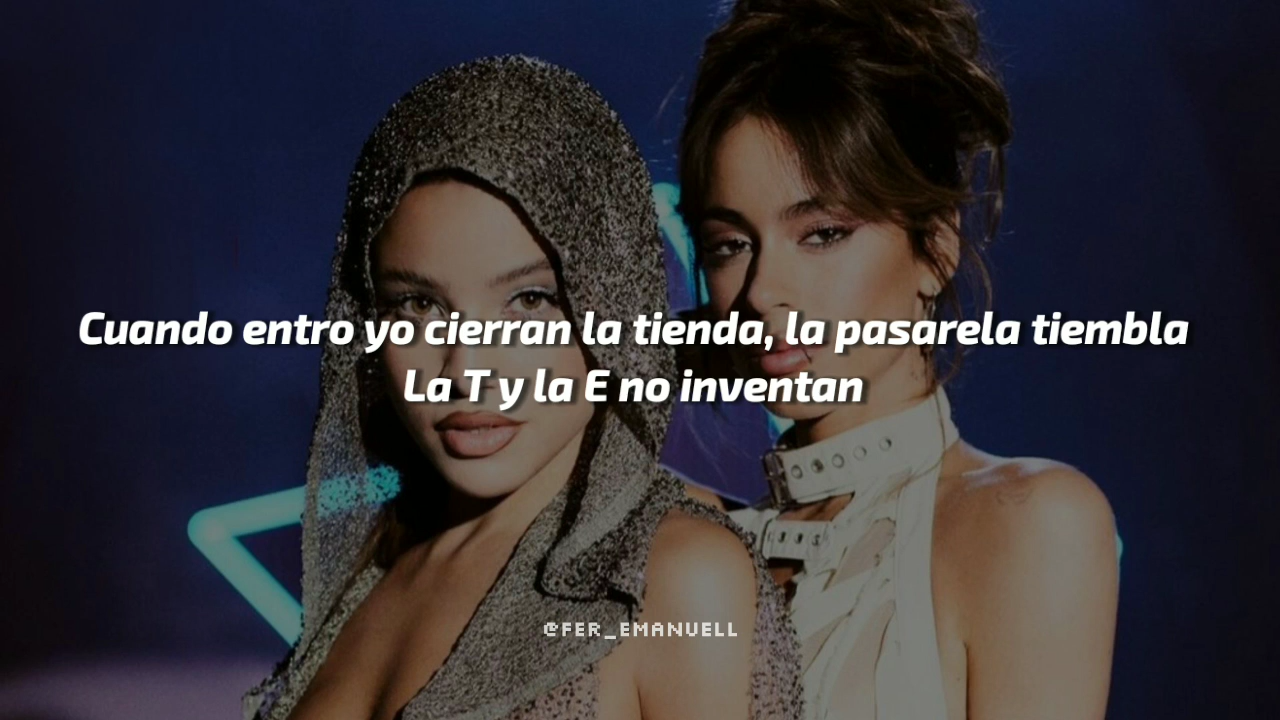 Cuando entro yo cierran la tienda, la pasarela tiembla
La T y la E no inventan
@FER_EMANUELL